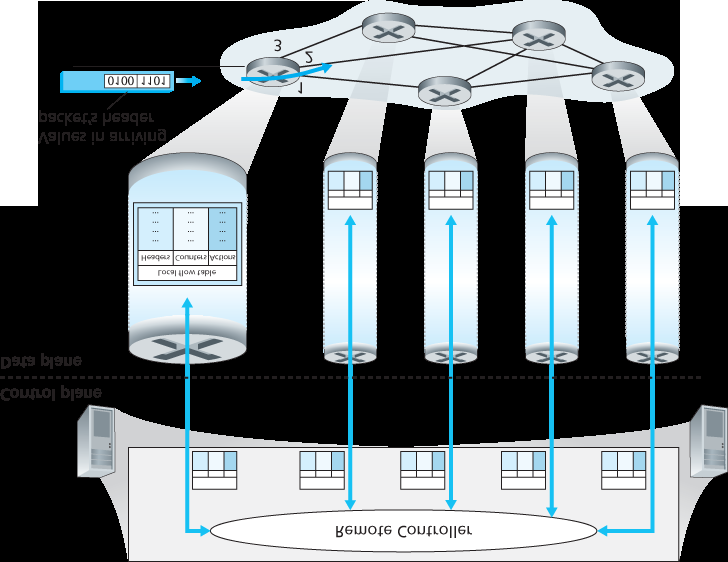 Remote Controller
Control plane
Data plane
Local flow table
Headers Counters Actions
... ... ...
... ... ...
... ... ...
... ... ...
Values in arriving
packet's header
0100 1101
1
2
3